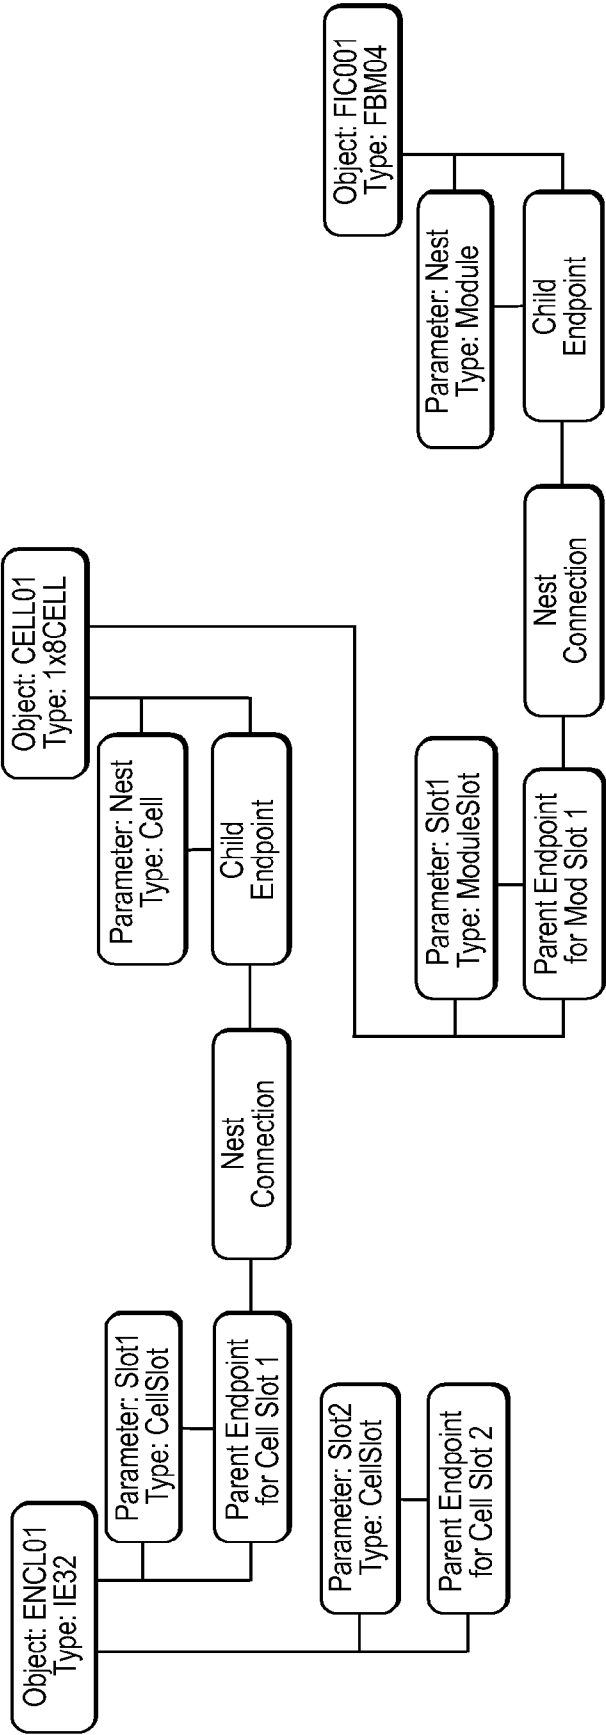 Object: ENCL01
Type: IE32
Parameter: Slot1
Type: CellSlot
Parent Endpoint
for Cell Slot 1
Parameter: Slot2
Type: CellSlot
Parent Endpoint
for Cell Slot 2
Nest
Connection
Object: CELL01
Type: 1x8CELL
Parameter: Nest
Type: Cell
Child
Endpoint
Parameter: Slot1
Type: ModuleSlot
Parent Endpoint
for Mod Slot 1
Nest
Connection
Object: FIC001
Type: FBM04
Parameter: Nest
Type: Module
Child
Endpoint